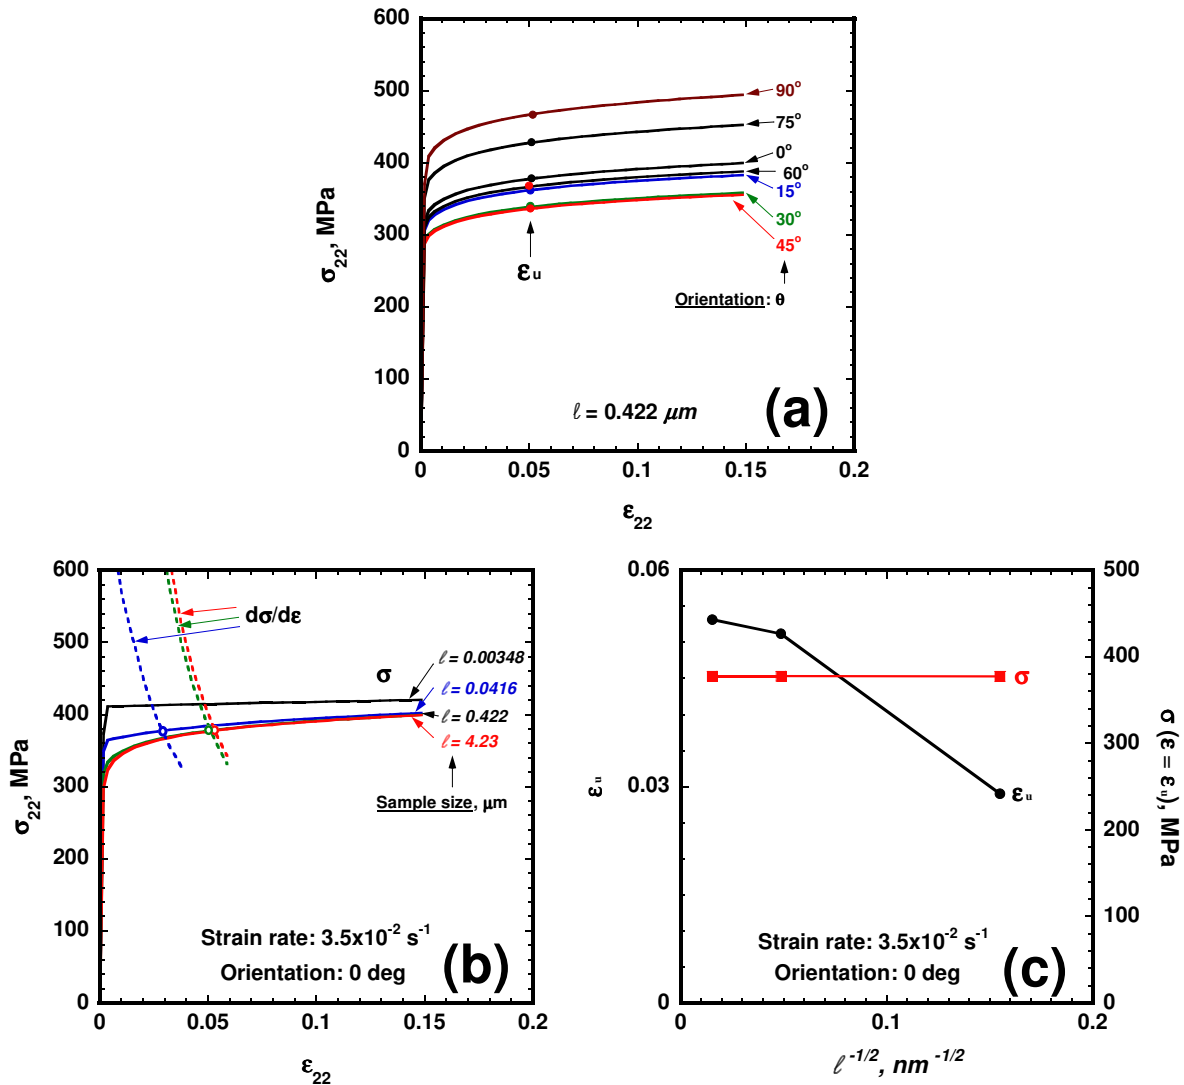 600
500
400
300
200
100
0
σ22, MPa
90°
75°
0°
60°
15°
30°
45°
εu
Orientation: θ
ℓ = 0.422 μm
(a)
0 0.05 0.1 0.15 0.2
ε22
600
500
400
300
200
100
0
σ22, MPa
dσ/dε
σ
ℓ = 0.00348
ℓ = 0.0416
ℓ = 0.422
ℓ = 4.23
Sample size, μm
Strain rate: 3.5x10-2 s-1
Orientation: 0 deg
(b)
0 0.05 0.1 0.15 0.2
ε22
0.06
0.03
0
εu
σ
εu
Strain rate: 3.5x10-2 s-1
Orientation: 0 deg
(c)
500
400
300
200
100
0
σ (ε = εu), MPa
0 0.1 0.2
ℓ -1/2, nm -1/2